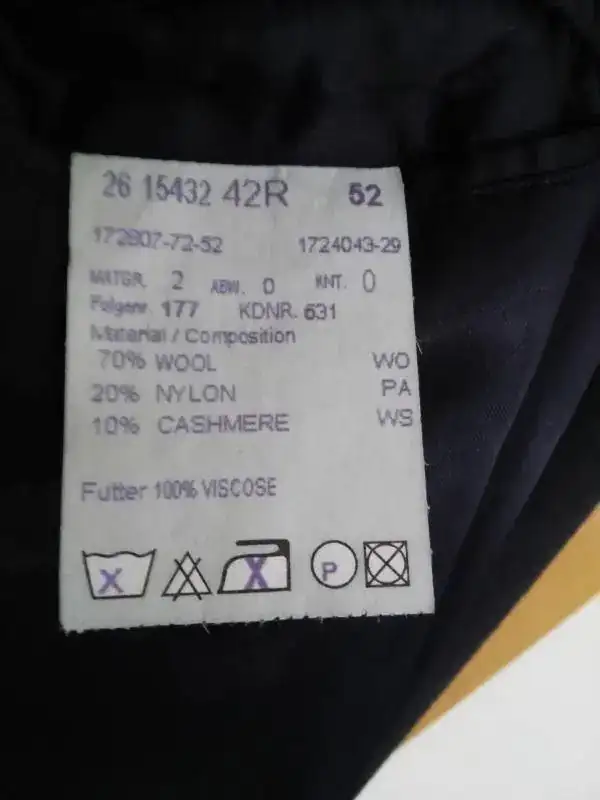 26 15432 42R 52
172807-72-52 1724043-29
MATGR. 2 ABW. 0 KNT. 0
Folgenr. 177 KDNR. 631
Material / Composition
70% WOOL WO
20% NYLON PA
10% CASHMERE WS
Futter 100% VISCOSE
X X P